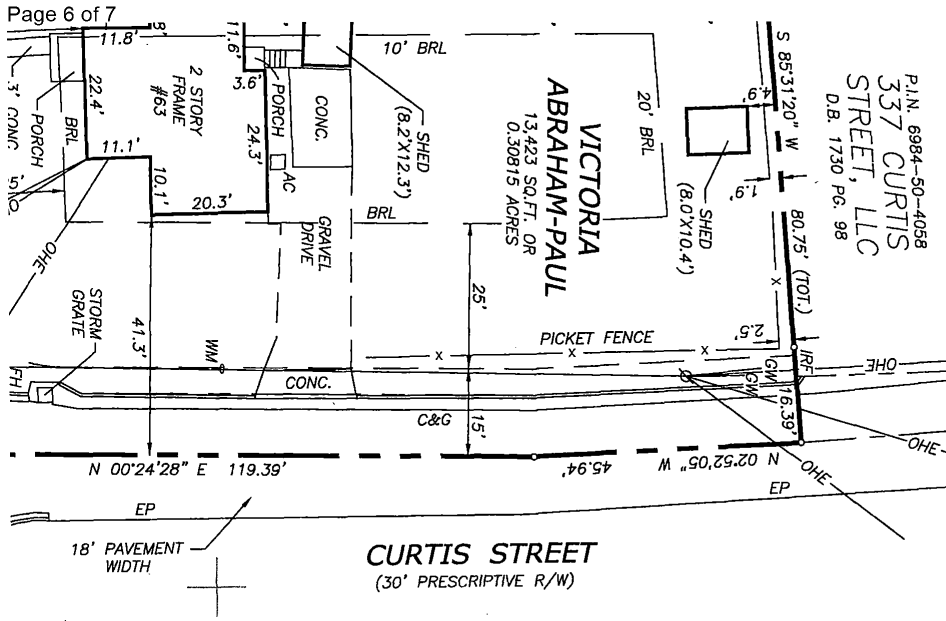 Page 6 of 7
11.8'
11.6'
10' BRL
3.6'
22.4'
2 STORY
FRAME
#63
PORCH
CONC.
SHED
(8.2'X12.3')
20' BRL
4.9'
S 85°31'20" W
80.75' (TOT.)
P.I.N. 6984-50-4058
337 CURTIS
STREET, LLC
D.B. 1730 PG. 98
VICTORIA
ABRAHAM-PAUL
13,423 SQ.FT. OR
0.30815 ACRES
PORCH
BRL
11.1'
10.1'
24.3'
AC
20.3'
BRL
1.9'
SHED
(8.0'X10.4')
GRAVEL
DRIVE
OHE
STORM
GRATE
41.3'
25'
WM
PICKET FENCE
X
X
X
X
2.5'
IRF
GW
GW
16.39'
OHE
FH
CONC.
C&G
15'
OHE
OHE
N 00°24'28" E 119.39'
45.94'
N 02°52'05" W
EP
EP
18' PAVEMENT
WIDTH
CURTIS STREET
(30' PRESCRIPTIVE R/W)